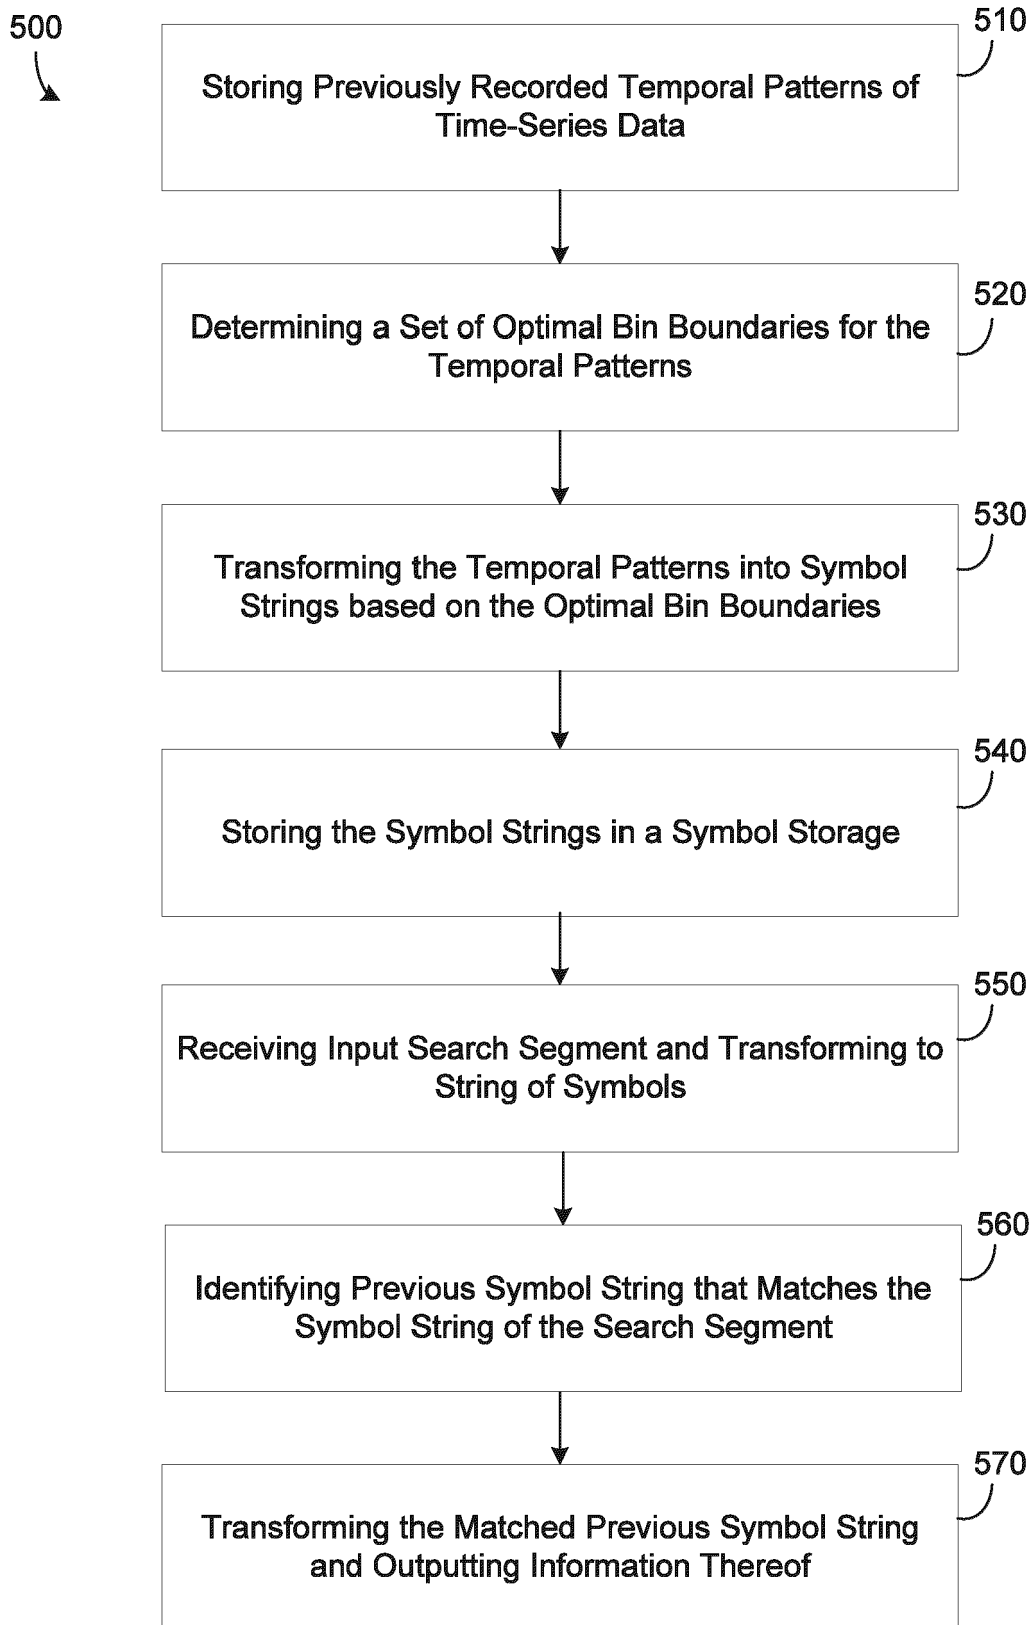 500
510
Storing Previously Recorded Temporal Patterns of
Time-Series Data
520
Determining a Set of Optimal Bin Boundaries for the
Temporal Patterns
530
Transforming the Temporal Patterns into Symbol
Strings based on the Optimal Bin Boundaries
540
Storing the Symbol Strings in a Symbol Storage
550
Receiving Input Search Segment and Transforming to
String of Symbols
560
Identifying Previous Symbol String that Matches the
Symbol String of the Search Segment
570
Transforming the Matched Previous Symbol String
and Outputting Information Thereof